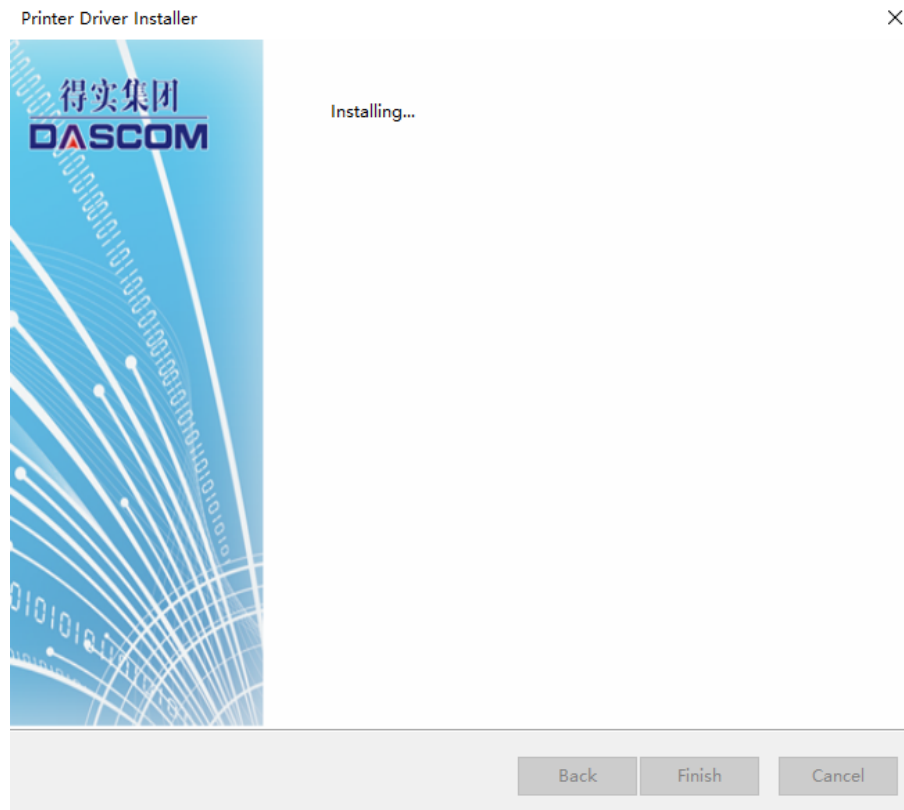 Printer Driver Installer
得实集团
DASCOM
Installing...
Back
Finish
Cancel